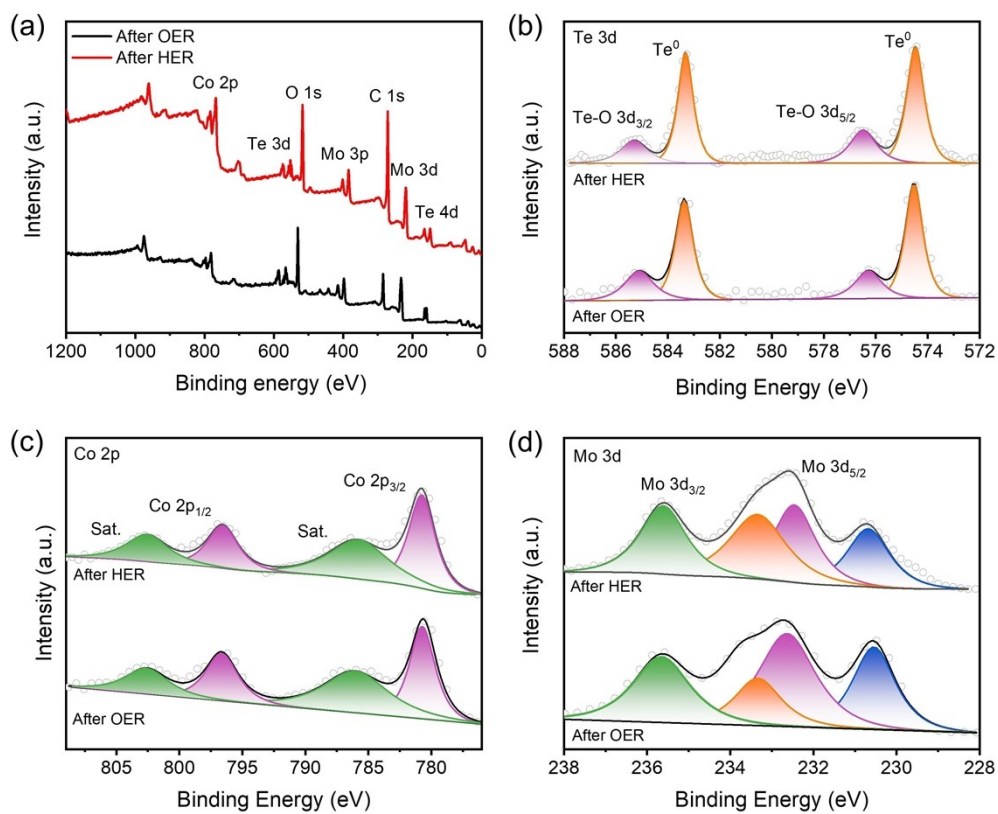 (a)
After OER
After HER
Co 2p
O 1s
C 1s
Te 3d
Mo 3p
Mo 3d
Te 4d
Intensity (a.u.)
1200 1000 800 600 400 200 0
Binding energy (eV)
(b)
Te 3d
Te⁰
Te⁰
Te-O 3d₃/₂
Te-O 3d₅/₂
After HER
After OER
Intensity (a.u.)
588 586 584 582 580 578 576 574 572
Binding Energy (eV)
(c)
Co 2p
Co 2p₃/₂
Co 2p₁/₂
Sat.
Sat.
After HER
After OER
Intensity (a.u.)
805 800 795 790 785 780
Binding Energy (eV)
(d)
Mo 3d
Mo 3d₅/₂
Mo 3d₃/₂
After HER
After OER
Intensity (a.u.)
238 236 234 232 230 228
Binding Energy (eV)